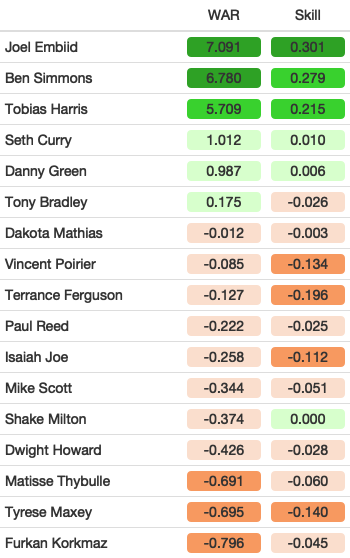 WAR Skill
Joel Embiid 7.091 0.301
Ben Simmons 6.780 0.279
Tobias Harris 5.709 0.215
Seth Curry 1.012 0.010
Danny Green 0.987 0.006
Tony Bradley 0.175 -0.026
Dakota Mathias -0.012 -0.003
Vincent Poirier -0.085 -0.134
Terrance Ferguson -0.127 -0.196
Paul Reed -0.222 -0.025
Isaiah Joe -0.258 -0.112
Mike Scott -0.344 -0.051
Shake Milton -0.374 0.000
Dwight Howard -0.426 -0.028
Matisse Thybulle -0.691 -0.060
Tyrese Maxey -0.695 -0.140
Furkan Korkmaz -0.796 -0.045